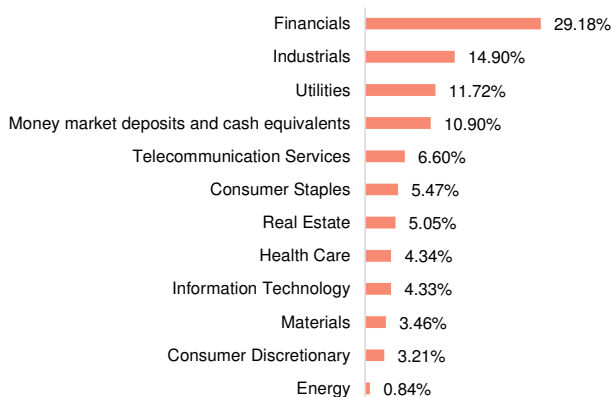 Financials 29.18%
Industrials 14.90%
Utilities 11.72%
Money market deposits and cash equivalents 10.90%
Telecommunication Services 6.60%
Consumer Staples 5.47%
Real Estate 5.05%
Health Care 4.34%
Information Technology 4.33%
Materials 3.46%
Consumer Discretionary 3.21%
Energy 0.84%